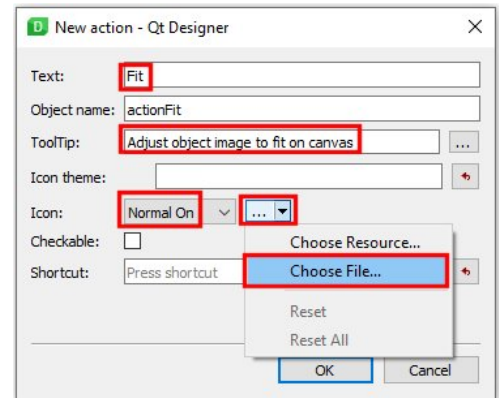 New action - Qt Designer
Text: Fit
Object name: actionFit
ToolTip: Adjust object image to fit on canvas ...
Icon theme:
Icon: Normal On ...
Choose Resource...
Checkable:
Shortcut: Press shortcut Choose File...
Reset
Reset All
OK Cancel